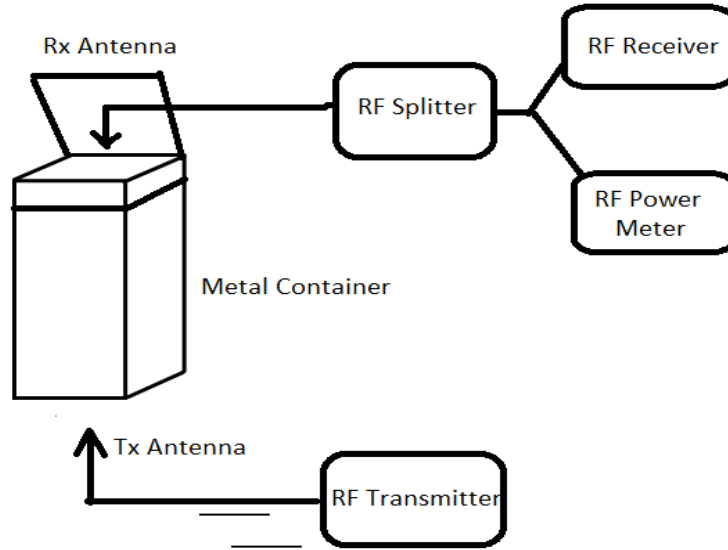 Rx Antenna
RF Receiver
RF Splitter
RF Power
Meter
Metal Container
Tx Antenna
RF Transmitter